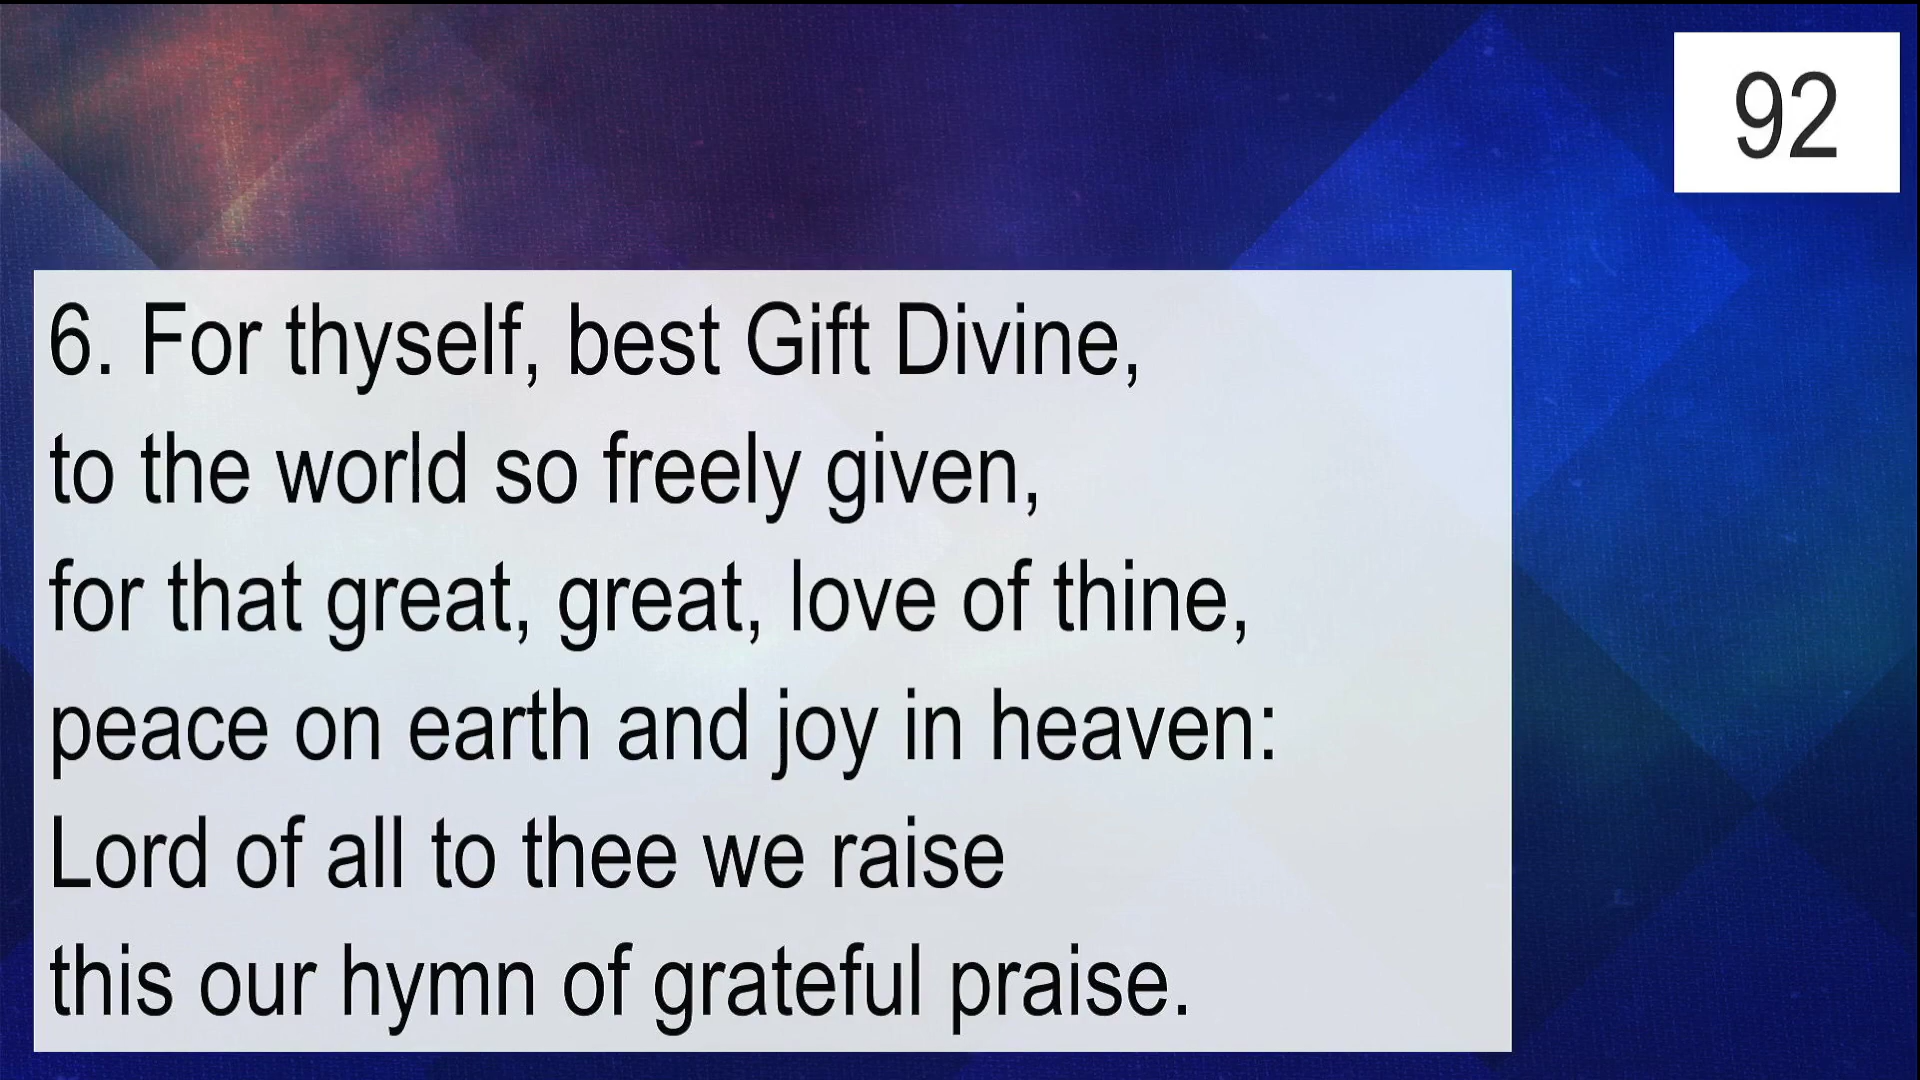 92
6. For thyself, best Gift Divine,
to the world so freely given,
for that great, great, love of thine,
peace on earth and joy in heaven:
Lord of all to thee we raise
this our hymn of grateful praise.